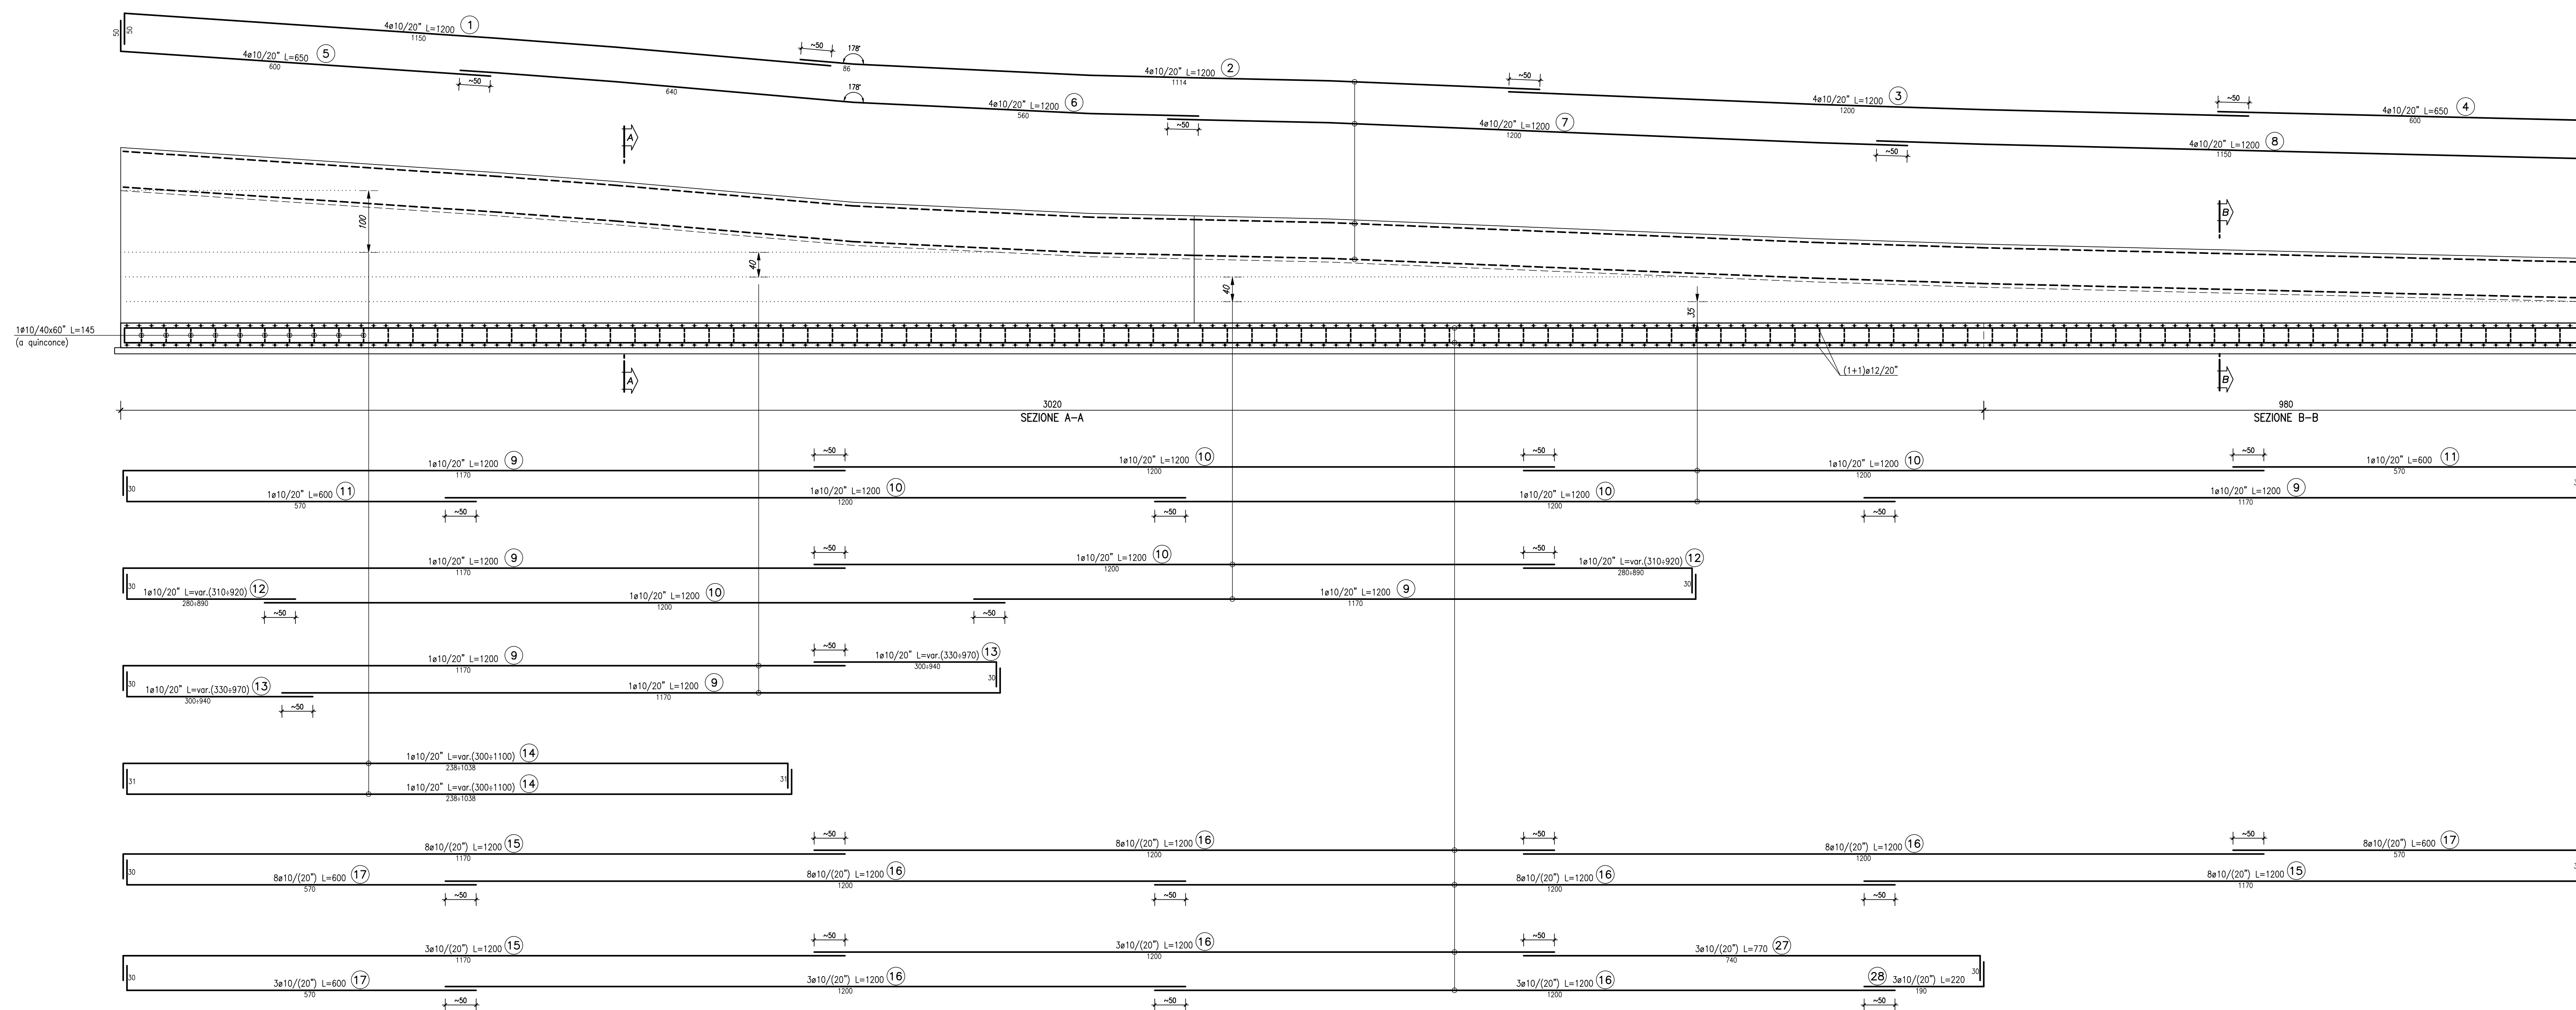 50
50
4ø10/20" L=1200 1
1150
4ø10/20" L=650 5
600
~50
640
~50
178°
86
178°
4ø10/20" L=1200 2
1114
4ø10/20" L=1200 6
560
~50
~50
4ø10/20" L=1200 3
1200
4ø10/20" L=1200 7
1200
~50
~50
4ø10/20" L=650 4
600
4ø10/20" L=1200 8
1150
A
B
100
40
40
35
1ø10/40x60" L=145
(a quinconce)
(1+1)ø12/20"
A
B
3020
SEZIONE A-A
980
SEZIONE B-B
1ø10/20" L=1200 9
1170
~50
1ø10/20" L=1200 10
1200
~50
1ø10/20" L=1200 10
1200
~50
1ø10/20" L=600 11
570
30
1ø10/20" L=600 11
570
~50
1ø10/20" L=1200 10
1200
~50
1ø10/20" L=1200 10
1200
~50
1ø10/20" L=1200 9
1170
1ø10/20" L=1200 9
1170
~50
1ø10/20" L=1200 10
1200
~50
1ø10/20" L=var.(310÷920) 12
280÷890
30
30
1ø10/20" L=var.(310÷920) 12
280÷890
~50
1ø10/20" L=1200 10
1200
~50
1ø10/20" L=1200 9
1170
1ø10/20" L=1200 9
1170
~50
1ø10/20" L=var.(330÷970) 13
300÷940
30
30
1ø10/20" L=var.(330÷970) 13
300÷940
~50
1ø10/20" L=1200 9
1170
1ø10/20" L=var.(300÷1100) 14
238÷1038
31
31
1ø10/20" L=var.(300÷1100) 14
238÷1038
8ø10/(20") L=1200 15
1170
~50
8ø10/(20") L=1200 16
1200
~50
8ø10/(20") L=1200 16
1200
~50
8ø10/(20") L=600 17
570
30
8ø10/(20") L=600 17
570
~50
8ø10/(20") L=1200 16
1200
~50
8ø10/(20") L=1200 16
1200
~50
8ø10/(20") L=1200 15
1170
3ø10/(20") L=1200 15
1170
~50
3ø10/(20") L=1200 16
1200
~50
3ø10/(20") L=770 27
740
30
30
3ø10/(20") L=600 17
570
~50
3ø10/(20") L=1200 16
1200
~50
3ø10/(20") L=1200 16
1200
~50
28 3ø10/(20") L=220
190